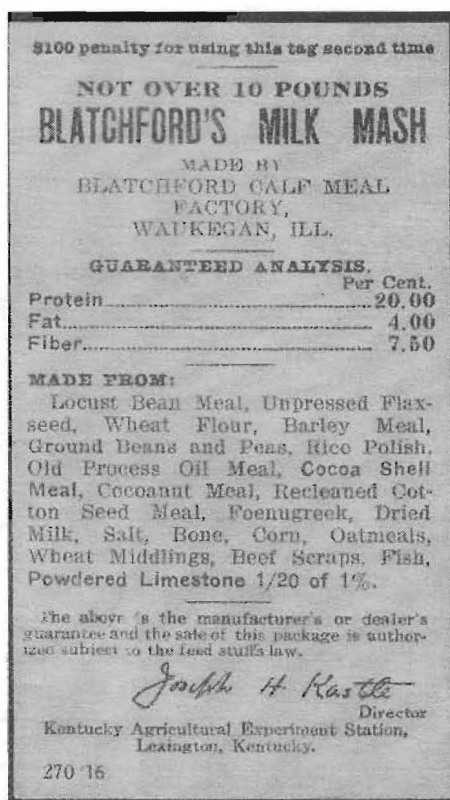 $100 penalty for using this tag second time
NOT OVER 10 POUNDS
BLATCHFORD'S MILK MASH
MADE BY
BLATCHFORD CALF MEAL
FACTORY,
WAUKEGAN, ILL.
GUARANTEED ANALYSIS.
Per Cent.
Protein........................................20.00
Fat........................................ 4.00
Fiber........................................ 7.50
MADE FROM:
Locust Bean Meal, Unpressed Flax-
seed, Wheat Flour, Barley Meal,
Ground Beans and Peas, Rice Polish,
Old Process Oil Meal, Cocoa Shell
Meal, Cocoanut Meal, Recleaned Cot-
ton Seed Meal, Foenugreek, Dried
Milk, Salt, Bone, Corn, Oatmeals,
Wheat Middlings, Beef Scraps, Fish,
Powdered Limestone 1/20 of 1%.
The above is the manufacturer's or dealer's
guarantee and the sale of this package is author-
ized subject to the feed stuffs law.
Joseph H Kastle
Director
Kentucky Agricultural Experiment Station,
Lexington, Kentucky.
270 '16